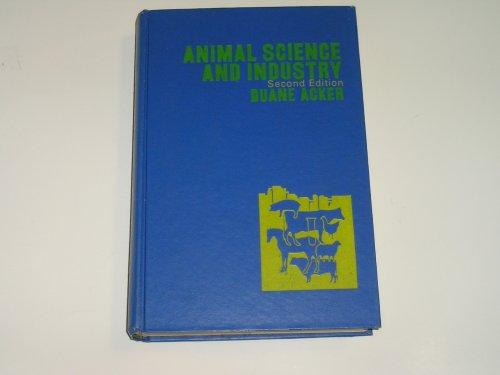 ANIMAL SCIENCE
AND INDUSTRY
Second Edition
DUANE ACKER